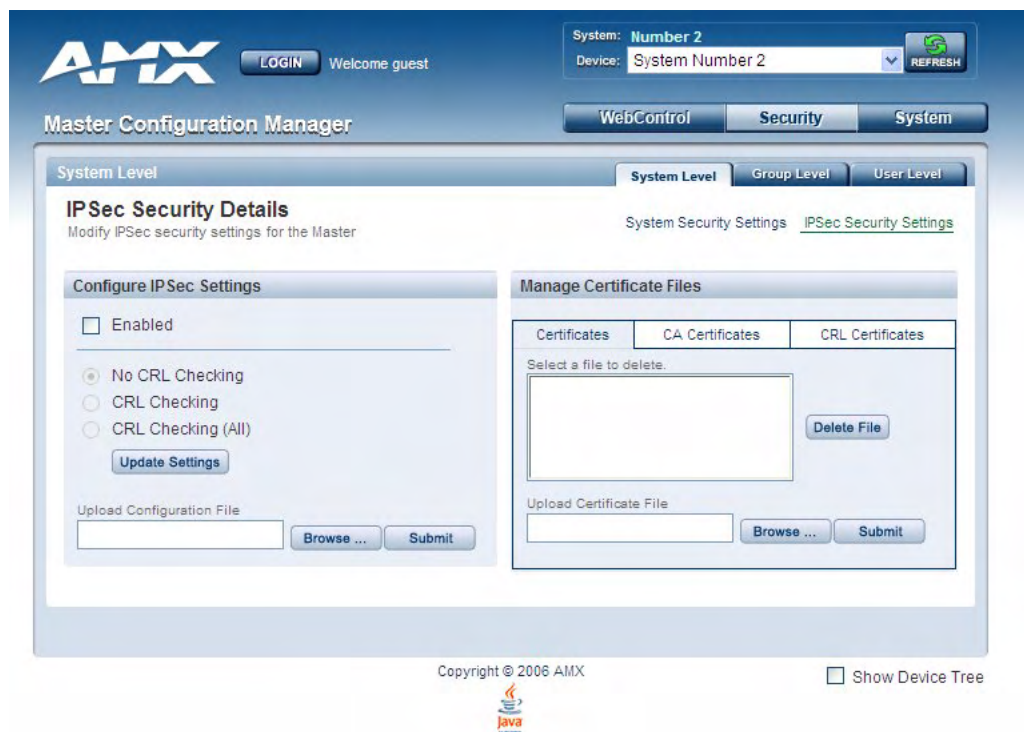 AMX
LOGIN Welcome guest
System: Number 2
Device: System Number 2
REFRESH
Master Configuration Manager
WebControl Security System
System Level
System Level Group Level User Level
IPSec Security Details
Modify IPSec security settings for the Master
System Security Settings IPSec Security Settings
Configure IPSec Settings
Enabled
No CRL Checking
CRL Checking
CRL Checking (All)
Update Settings
Upload Configuration File
Browse ... Submit
Manage Certificate Files
Certificates CA Certificates CRL Certificates
Select a file to delete.
Delete File
Upload Certificate File
Browse ... Submit
Copyright © 2006 AMX
Java
Show Device Tree